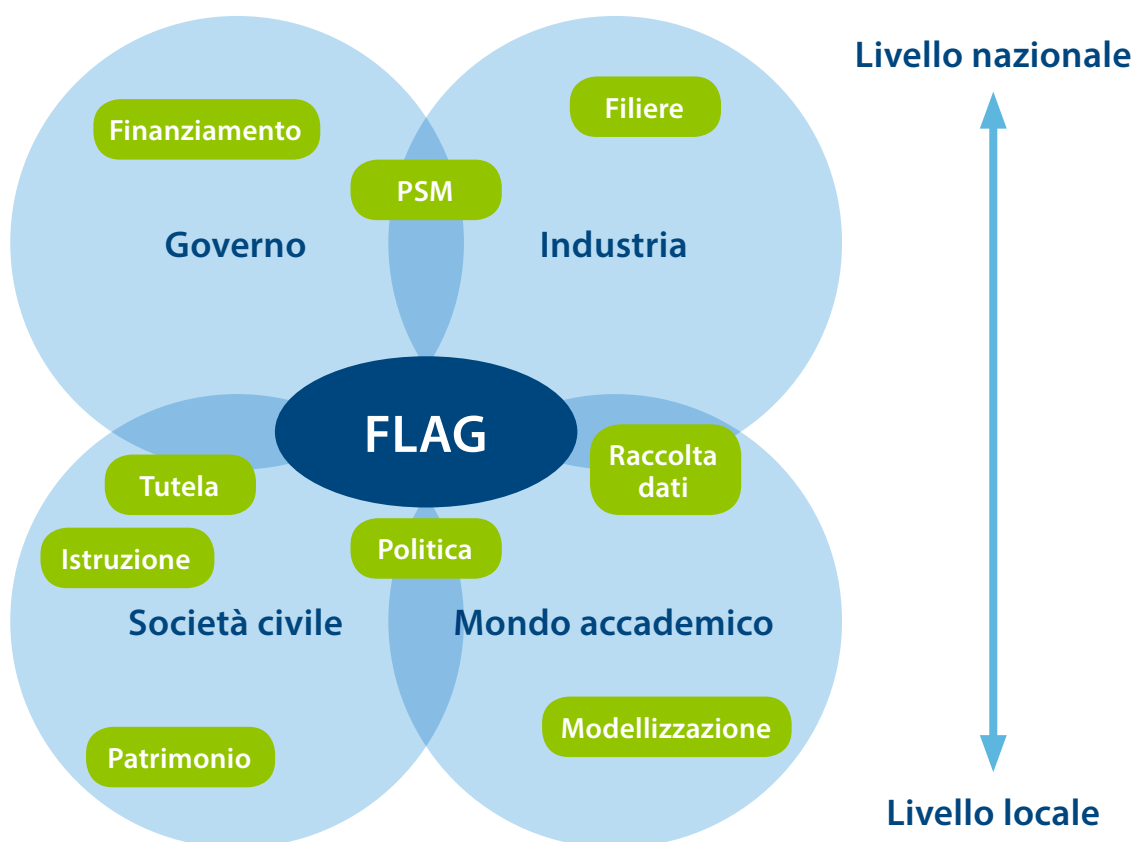 Livello nazionale
Finanziamento
Filiere
PSM
Governo
Industria
FLAG
Raccolta
dati
Tutela
Istruzione
Politica
Società civile
Mondo accademico
Modellizzazione
Patrimonio
Livello locale